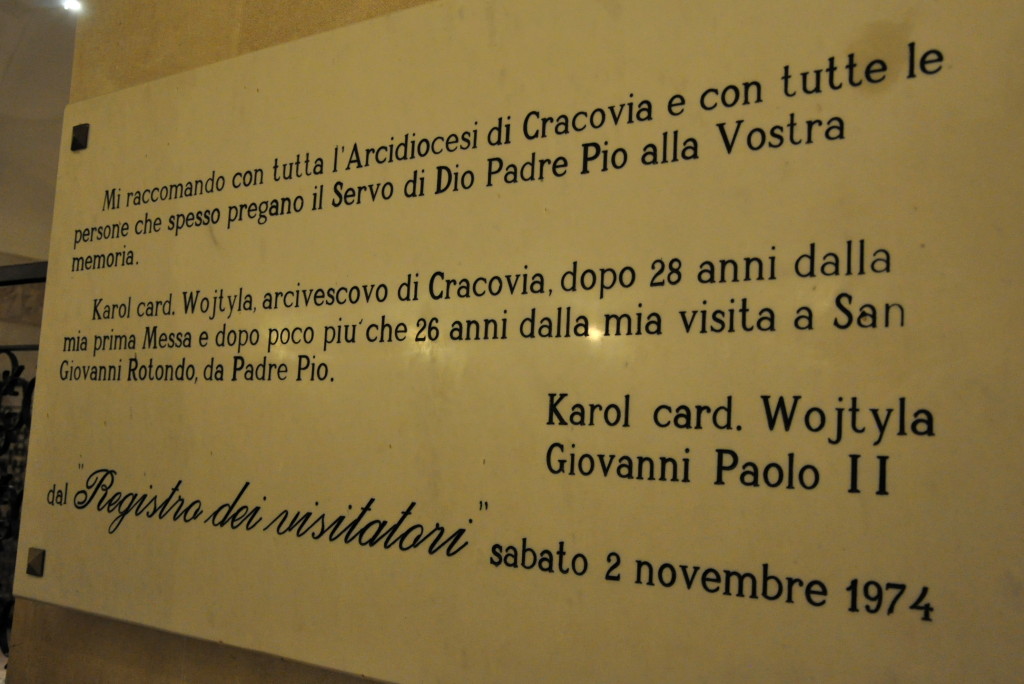 Mi raccomando con tutta l'Arcidiocesi di Cracovia e con tutte le
persone che spesso pregano il Servo di Dio Padre Pio alla Vostra
memoria.
Karol card. Wojtyla, arcivescovo di Cracovia, dopo 28 anni dalla
mia prima Messa e dopo poco piu' che 26 anni dalla mia visita a San
Giovanni Rotondo, da Padre Pio.
Karol card. Wojtyla
Giovanni Paolo II
dal "Registro dei visitatori" sabato 2 novembre 1974